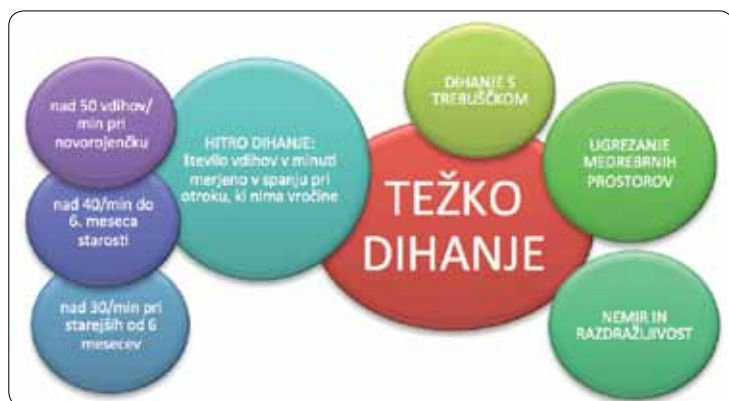 nad 50 vdihov/
min pri
novorojenčku
nad 40/min do
6. meseca
starosti
nad 30/min pri
starejših od 6
mesecev
HITRO DIHANJE:
število vdihov v minuti
merjeno v spanju pri
otroku, ki nima vročine
TEŽKO
DIHANJE
DIHANJE S
TREBUŠČKOM
UGREZANJE
MEDREBRNIH
PROSTOROV
NEMIR IN
RAZDRAŽLJIVOST